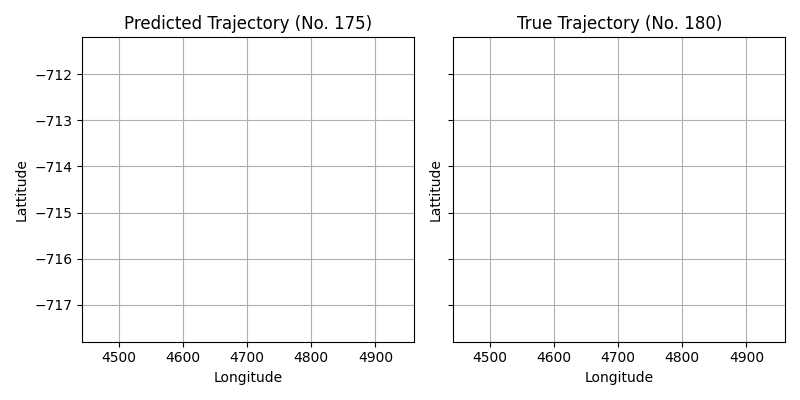 Predicted Trajectory (No. 175)
True Trajectory (No. 180)
Lattitude
−712
−713
−714
−715
−716
−717
4500 4600 4700 4800 4900
Longitude
Lattitude
4500 4600 4700 4800 4900
Longitude